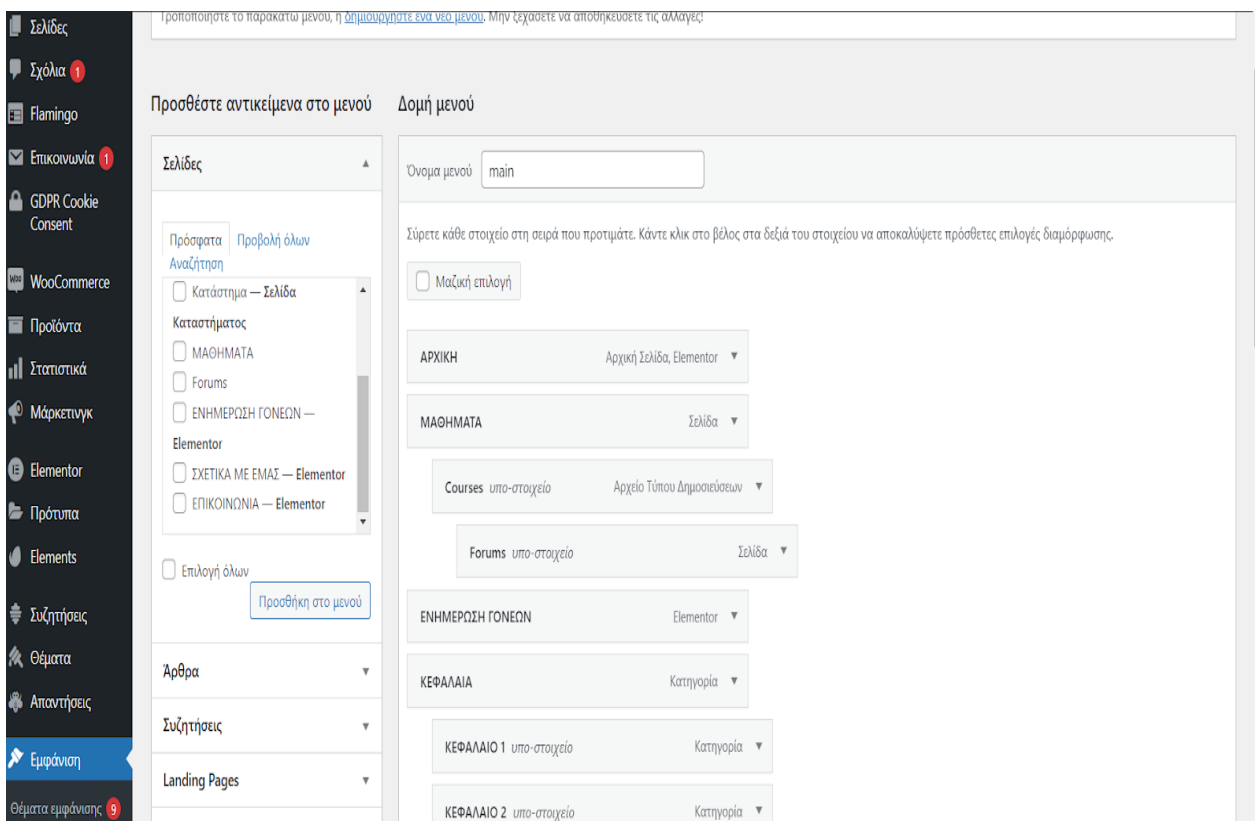 Τροποποιήστε το παρακάτω μενού, ή δημιουργήστε ένα νέο μενού. Μην ξεχάσετε να αποθηκεύσετε τις αλλαγές!
Σελίδες
Σχόλια 1
Flamingo
Επικοινωνία 1
GDPR Cookie
Consent
WooCommerce
Προϊόντα
Στατιστικά
Μάρκετινγκ
Elementor
Πρότυπα
Elements
Συζητήσεις
Θέματα
Απαντήσεις
Εμφάνιση
Θέματα εμφάνισης 9
Προσθέστε αντικείμενα στο μενού
Σελίδες
Πρόσφατα Προβολή όλων
Αναζήτηση
Κατάστημα — Σελίδα
Καταστήματος
ΜΑΘΗΜΑΤΑ
Forums
ΕΝΗΜΕΡΩΣΗ ΓΟΝΕΩΝ —
Elementor
ΣΧΕΤΙΚΑ ΜΕ ΕΜΑΣ — Elementor
ΕΠΙΚΟΙΝΩΝΙΑ — Elementor
Επιλογή όλων
Προσθήκη στο μενού
Άρθρα
Συζητήσεις
Landing Pages
Δομή μενού
Όνομα μενού main
Σύρετε κάθε στοιχείο στη σειρά που προτιμάτε. Κάντε κλικ στο βέλος στα δεξιά του στοιχείου να αποκαλύψετε πρόσθετες επιλογές διαμόρφωσης.
Μαζική επιλογή
ΑΡΧΙΚΗ Αρχική Σελίδα, Elementor
ΜΑΘΗΜΑΤΑ Σελίδα
Courses υπο-στοιχείο Αρχείο Τύπου Δημοσιεύσεων
Forums υπο-στοιχείο Σελίδα
ΕΝΗΜΕΡΩΣΗ ΓΟΝΕΩΝ Elementor
ΚΕΦΑΛΑΙΑ Κατηγορία
ΚΕΦΑΛΑΙΟ 1 υπο-στοιχείο Κατηγορία
ΚΕΦΑΛΑΙΟ 2 υπο-στοιχείο Κατηγορία